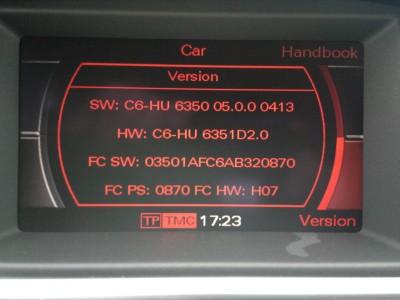 Car Handbook
Version
SW: C6-HU 6350 05.0.0 0413
HW: C6-HU 6351D2.0
FC SW: 03501AFC6AB320870
FC PS: 0870 FC HW: H07
TP TMC 17:23 Version